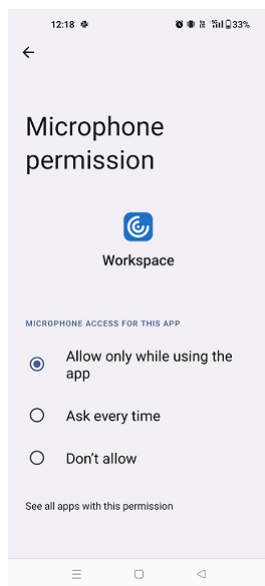 12:18
33%
Microphone
permission
Workspace
MICROPHONE ACCESS FOR THIS APP
Allow only while using the
app
Ask every time
Don't allow
See all apps with this permission